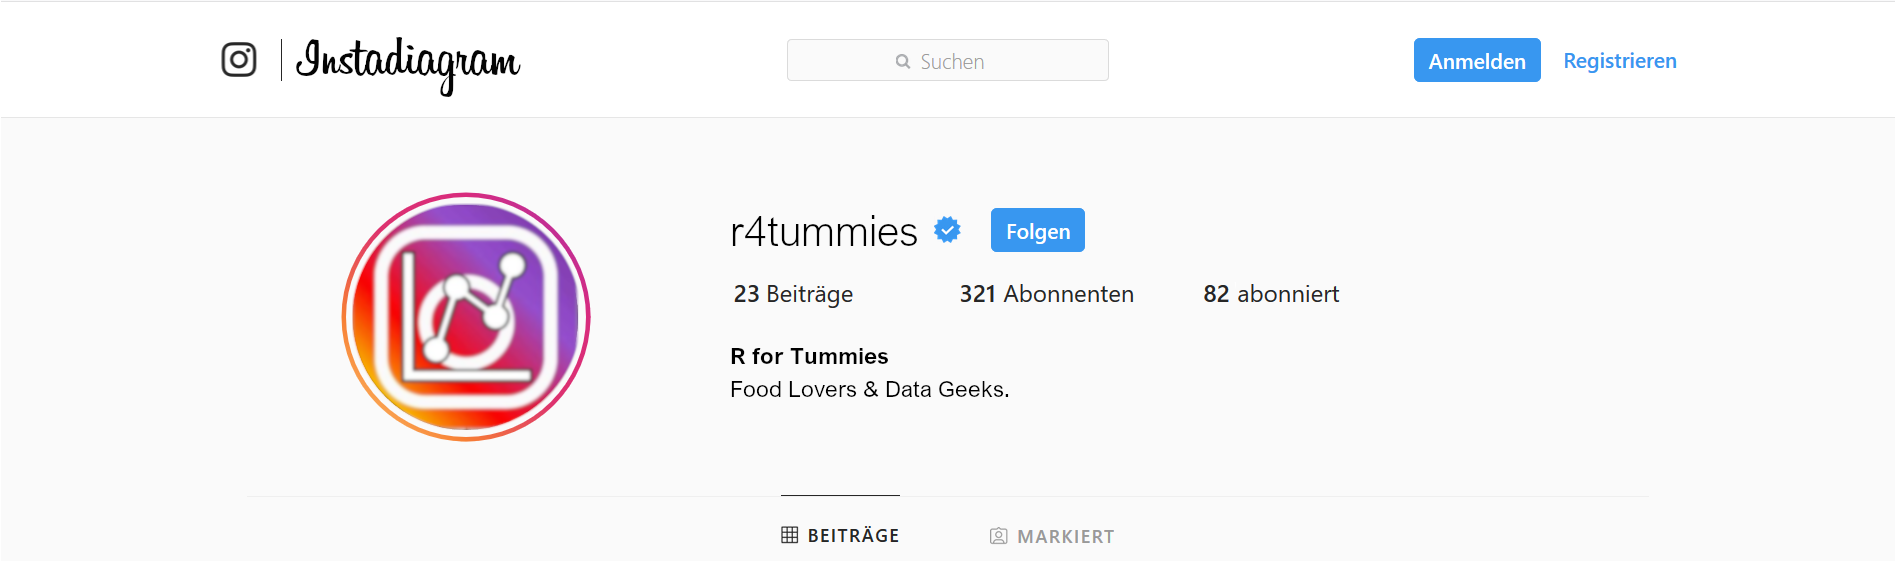 Instadiagram
Suchen
Anmelden
Registrieren
r4tummies
Folgen
23 Beiträge
321 Abonnenten
82 abonniert
R for Tummies
Food Lovers & Data Geeks.
BEITRÄGE
MARKIERT